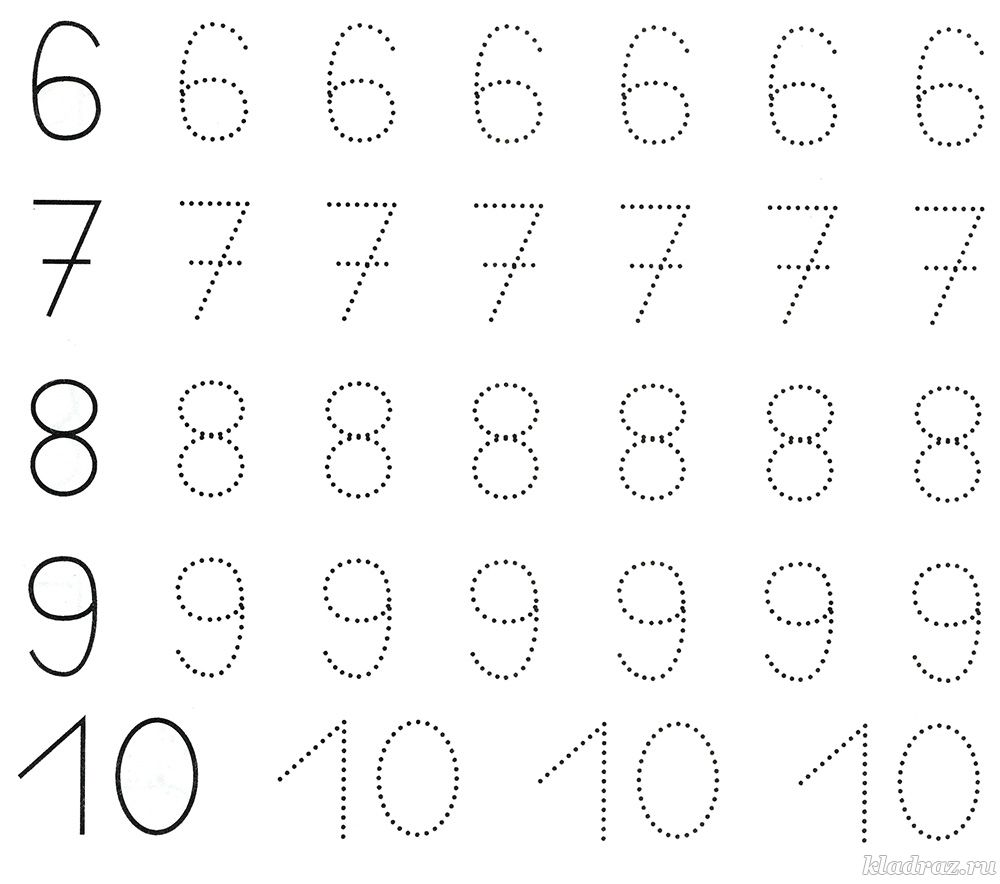 6 6 6 6 6 6 6
7 7 7 7 7 7 7
8 8 8 8 8 8 8
9 9 9 9 9 9 9
10 10 10 10
kladraz.ru